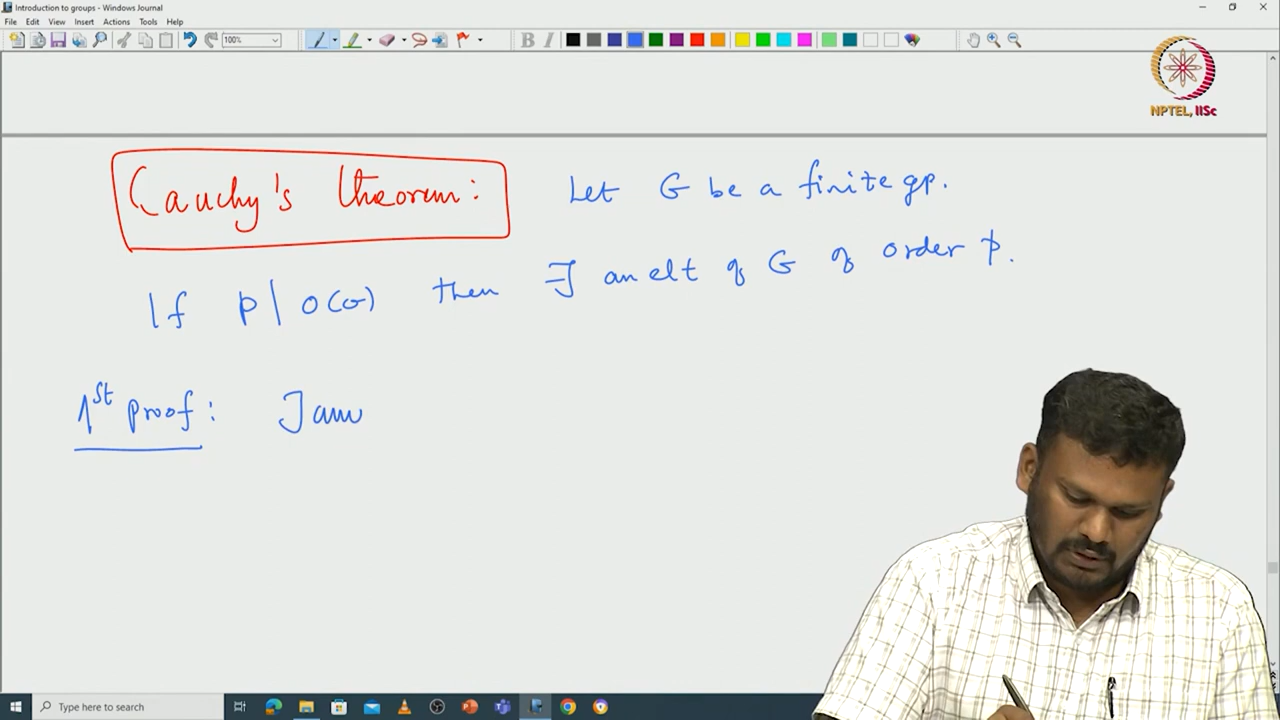 Introduction to groups - Windows Journal
File Edit View Insert Actions Tools Help
100%
B I
NPTEL, IISc
Cauchy's theorem: Let G be a finite gp.
If p | o(G) then ∃ an elt of G of order p.
1st proof: Jam
Type here to search